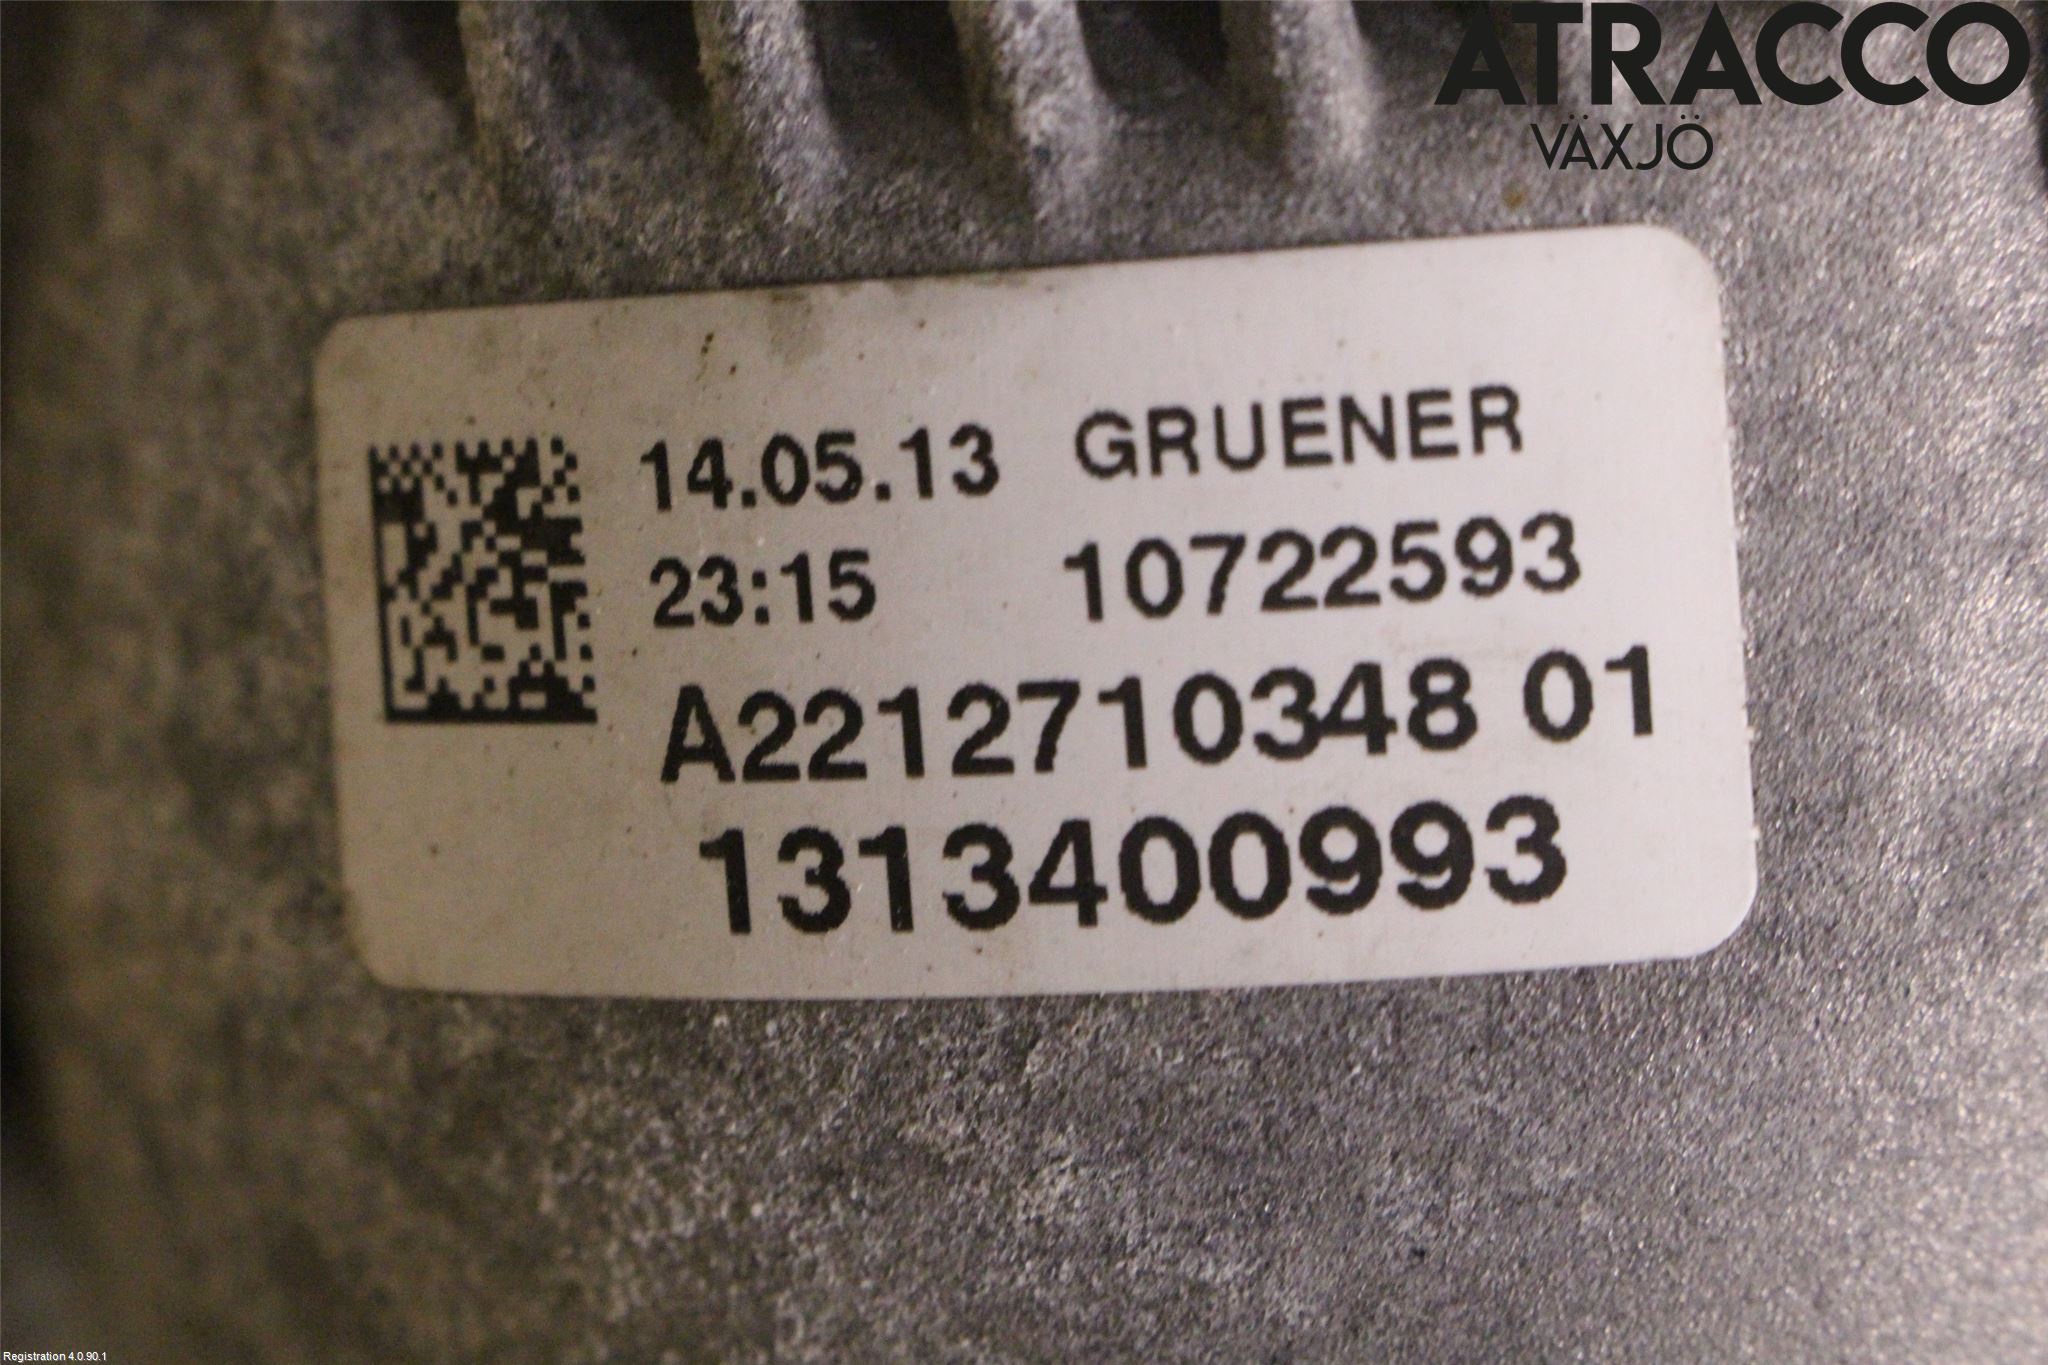 ATRACCO
VÄXJÖ
14.05.13 GRUENER
23:15 10722593
A2212710348 01
1313400993
Registration 4.0.90.1